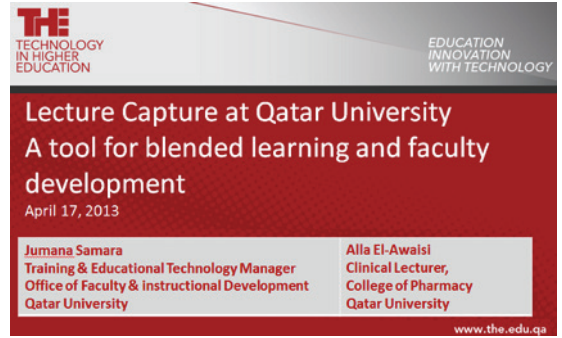 THE
TECHNOLOGY
IN HIGHER
EDUCATION
EDUCATION
INNOVATION
WITH TECHNOLOGY
Lecture Capture at Qatar University
A tool for blended learning and faculty
development
April 17, 2013
Jumana Samara
Training & Educational Technology Manager
Office of Faculty & instructional Development
Qatar University
Alla El-Awaisi
Clinical Lecturer,
College of Pharmacy
Qatar University
www.the.edu.qa